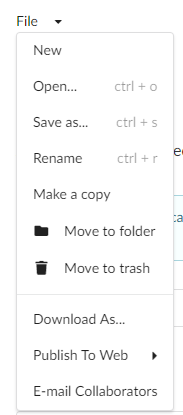 File
New
Open... ctrl + o
Save as... ctrl + s
Rename ctrl + r
Make a copy
Move to folder
Move to trash
Download As...
Publish To Web
E-mail Collaborators